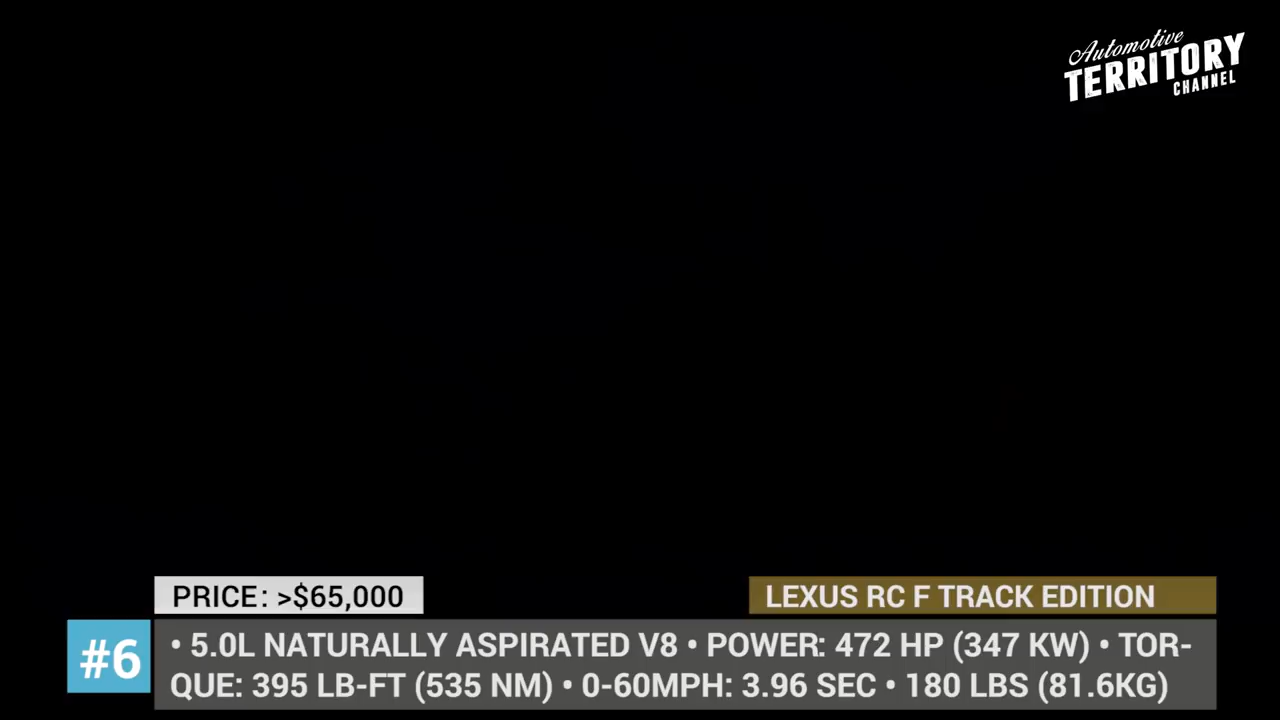 Automotive
TERRITORY
CHANNEL
PRICE: >$65,000
LEXUS RC F TRACK EDITION
#6
• 5.0L NATURALLY ASPIRATED V8 • POWER: 472 HP (347 KW) • TOR-
QUE: 395 LB-FT (535 NM) • 0-60MPH: 3.96 SEC • 180 LBS (81.6KG)